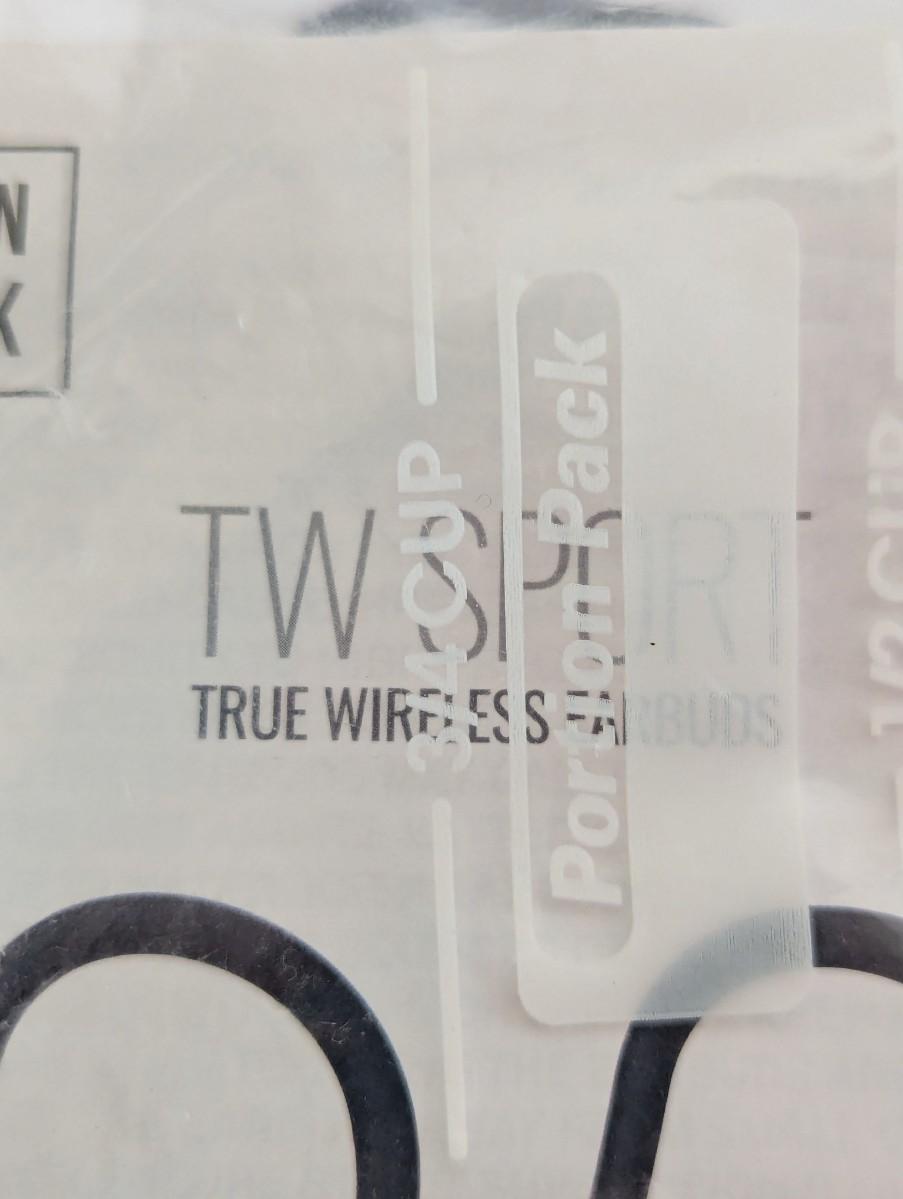 N
K
TW SPORT
TRUE WIRELESS EARBUDS
3/4 CUP
Portion Pack
1/2 CUP